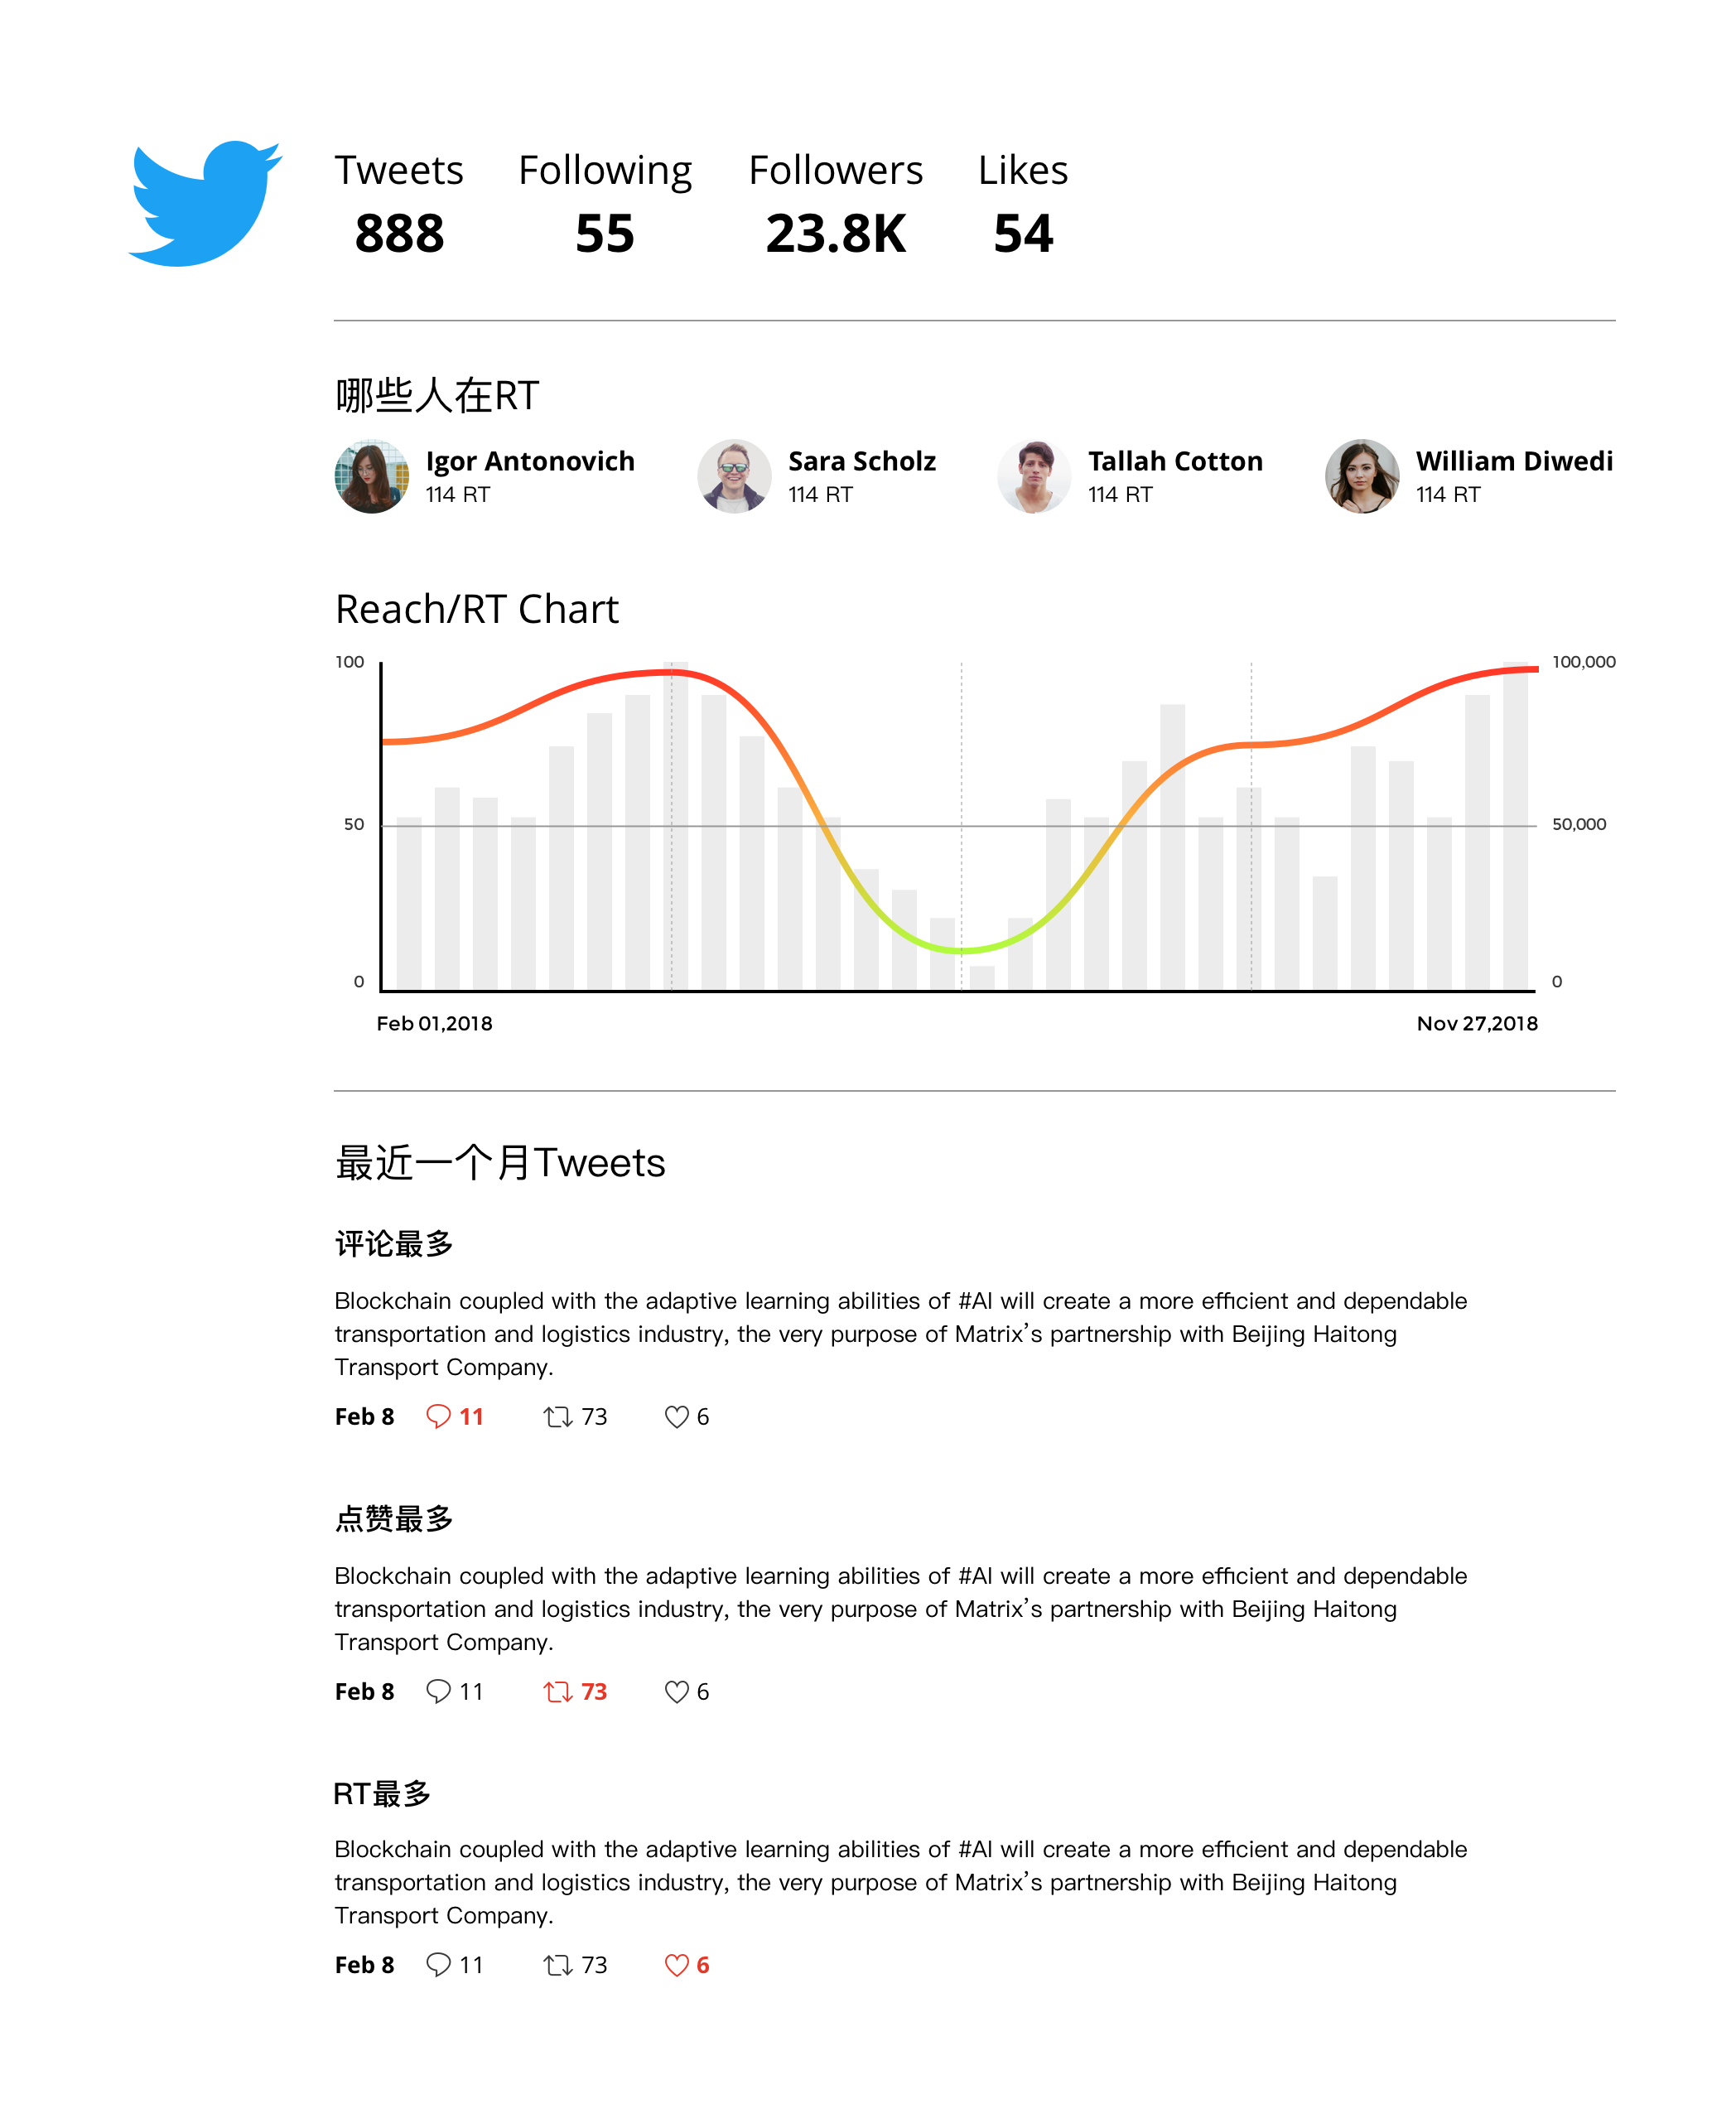 Tweets Following Followers Likes
888 55 23.8K 54
哪些人在RT
Igor Antonovich Sara Scholz Tallah Cotton William Diwedi
114 RT 114 RT 114 RT 114 RT
Reach/RT Chart
100 100,000
50 50,000
0 0
Feb 01,2018 Nov 27,2018
最近一个月Tweets
评论最多
Blockchain coupled with the adaptive learning abilities of #AI will create a more efficient and dependable
transportation and logistics industry, the very purpose of Matrix’s partnership with Beijing Haitong
Transport Company.
Feb 8 11 73 6
点赞最多
Blockchain coupled with the adaptive learning abilities of #AI will create a more efficient and dependable
transportation and logistics industry, the very purpose of Matrix’s partnership with Beijing Haitong
Transport Company.
Feb 8 11 73 6
RT最多
Blockchain coupled with the adaptive learning abilities of #AI will create a more efficient and dependable
transportation and logistics industry, the very purpose of Matrix’s partnership with Beijing Haitong
Transport Company.
Feb 8 11 73 6